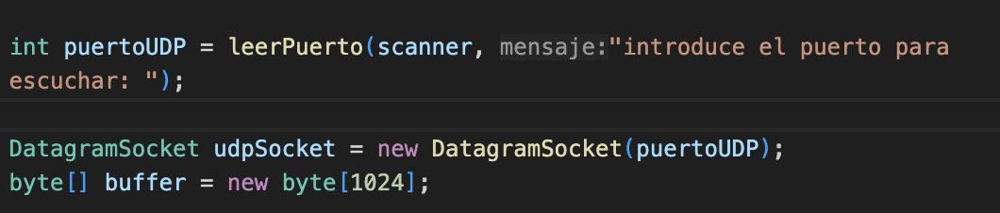 int puertoUDP = leerPuerto(scanner, mensaje:"introduce el puerto para
escuchar: ");
DatagramSocket udpSocket = new DatagramSocket(puertoUDP);
byte[] buffer = new byte[1024];